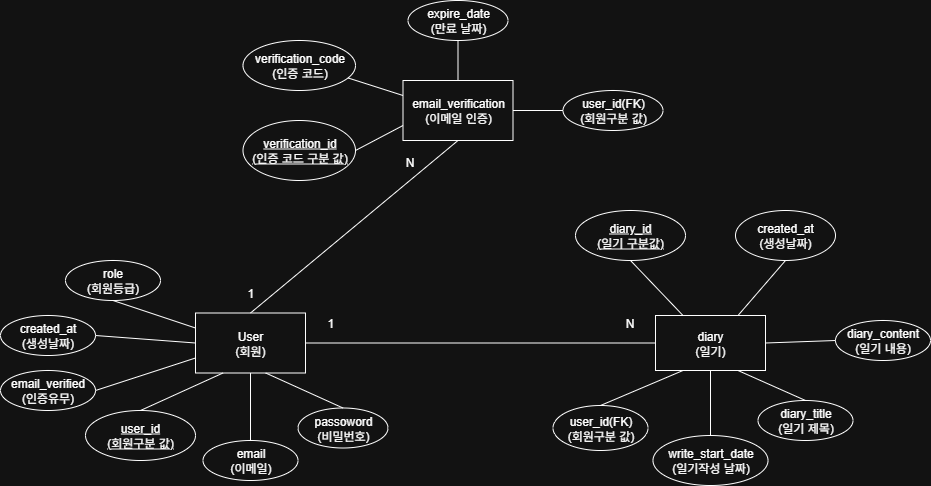 expire_date
(만료 날짜)
verification_code
(인증 코드)
email_verification
(이메일 인증)
user_id(FK)
(회원구분 값)
verification_id
(인증 코드 구분 값)
N
diary_id
(일기 구분값)
created_at
(생성날짜)
role
(회원등급)
1
created_at
(생성날짜)
User
(회원)
1
N
diary
(일기)
diary_content
(일기 내용)
email_verified
(인증유무)
user_id
(회원구분 값)
email
(이메일)
passoword
(비밀번호)
user_id(FK)
(회원구분 값)
write_start_date
(일기작성 날짜)
diary_title
(일기 제목)